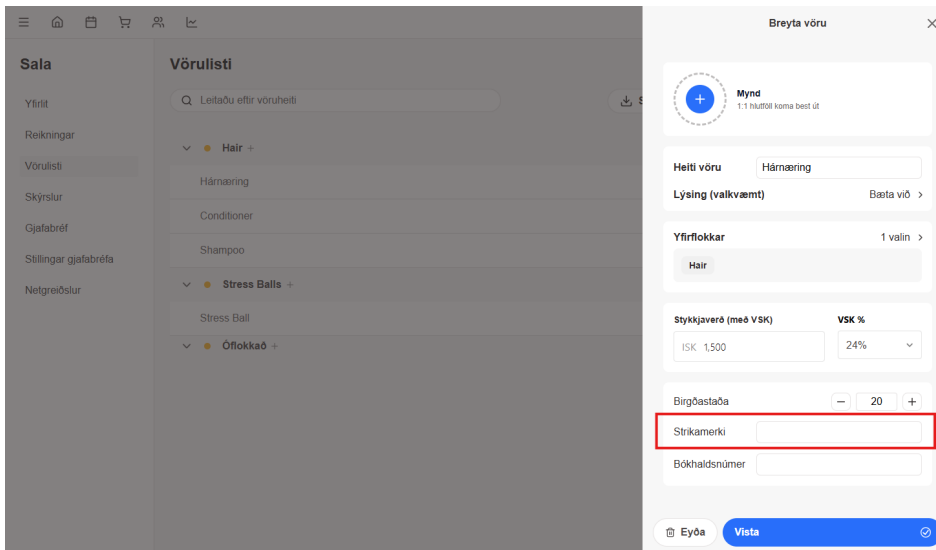 Sala
Yfirlit
Reikningar
Vörulisti
Skýrslur
Gjafabréf
Stillingar gjafabréfa
Netgreiðslur
Vörulisti
Leitaðu eftir vöruheiti
S
Hair
Hárnæring
Conditioner
Shampoo
Stress Balls
Stress Ball
Óflokkað
Breyta vöru
Mynd
1:1 hlutföll koma best út
Heiti vöru Hárnæring
Lýsing (valkvæmt) Bæta við
Yfirflokkar 1 valin
Hair
Stykkjaverð (með VSK) VSK %
ISK 1,500 24%
Birgðastaða 20
Strikamerki
Bókhaldsnúmer
Eyða Vista